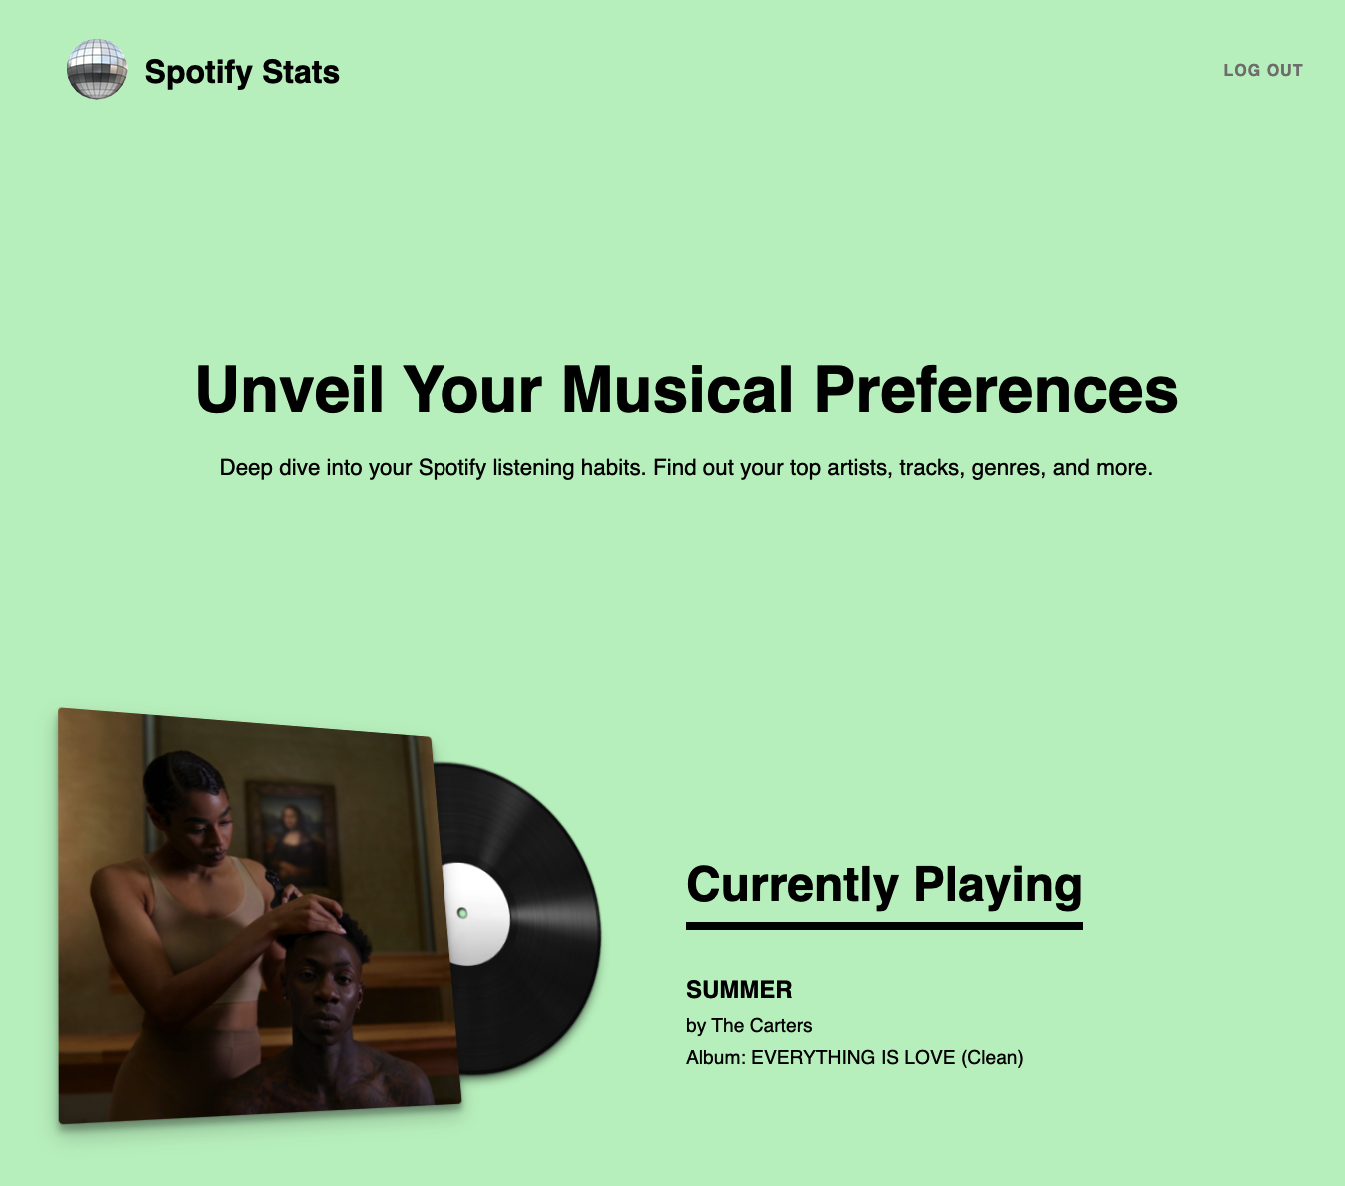 Spotify Stats
LOG OUT
Unveil Your Musical Preferences
Deep dive into your Spotify listening habits. Find out your top artists, tracks, genres, and more.
Currently Playing
SUMMER
by The Carters
Album: EVERYTHING IS LOVE (Clean)